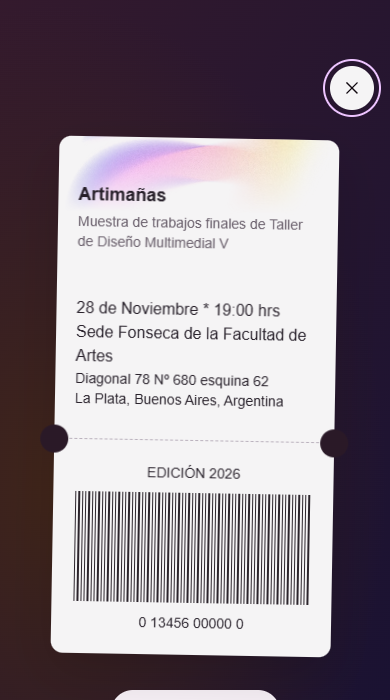 Artimañas
Muestra de trabajos finales de Taller
de Diseño Multimedial V
28 de Noviembre * 19:00 hrs
Sede Fonseca de la Facultad de
Artes
Diagonal 78 Nº 680 esquina 62
La Plata, Buenos Aires, Argentina
EDICIÓN 2026
0 13456 00000 0